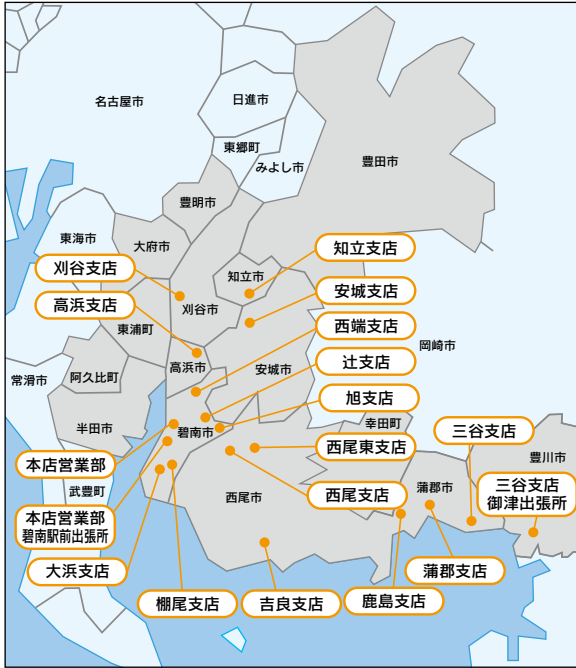 名古屋市
日進市
東郷町
みよし市
豊田市
豊明市
東海市
大府市
知立支店
刈谷支店
知立市
安城支店
高浜支店
刈谷市
東浦町
西端支店
岡崎市
高浜市
安城市
辻支店
常滑市
阿久比町
旭支店
半田市
碧南市
幸田町
三谷支店
西尾東支店
本店営業部
豊川市
武豊町
西尾市
西尾支店
蒲郡市
三谷支店
御津出張所
本店営業部
碧南駅前出張所
大浜支店
蒲郡支店
棚尾支店
吉良支店
鹿島支店